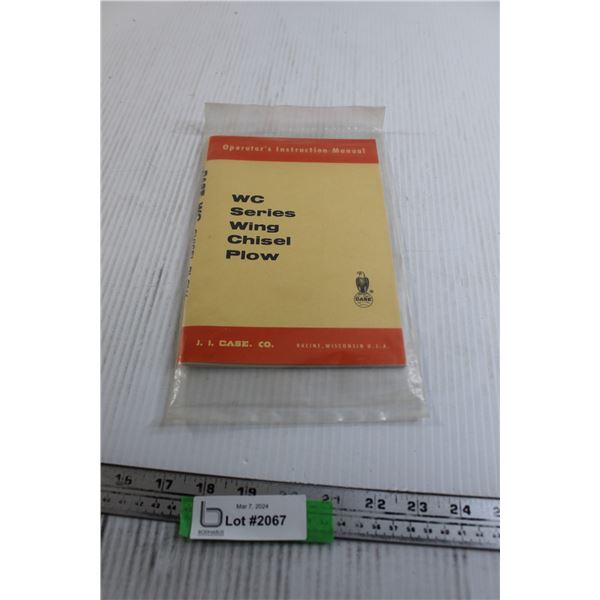 Operator's Instruction Manual
WC
Series
Wing
Chisel
Plow
CASE
J. I. CASE. CO.
RACINE, WISCONSIN U.S.A.
16 17 18 19 21 22 23 24
Mar 7, 2024
Lot #2067